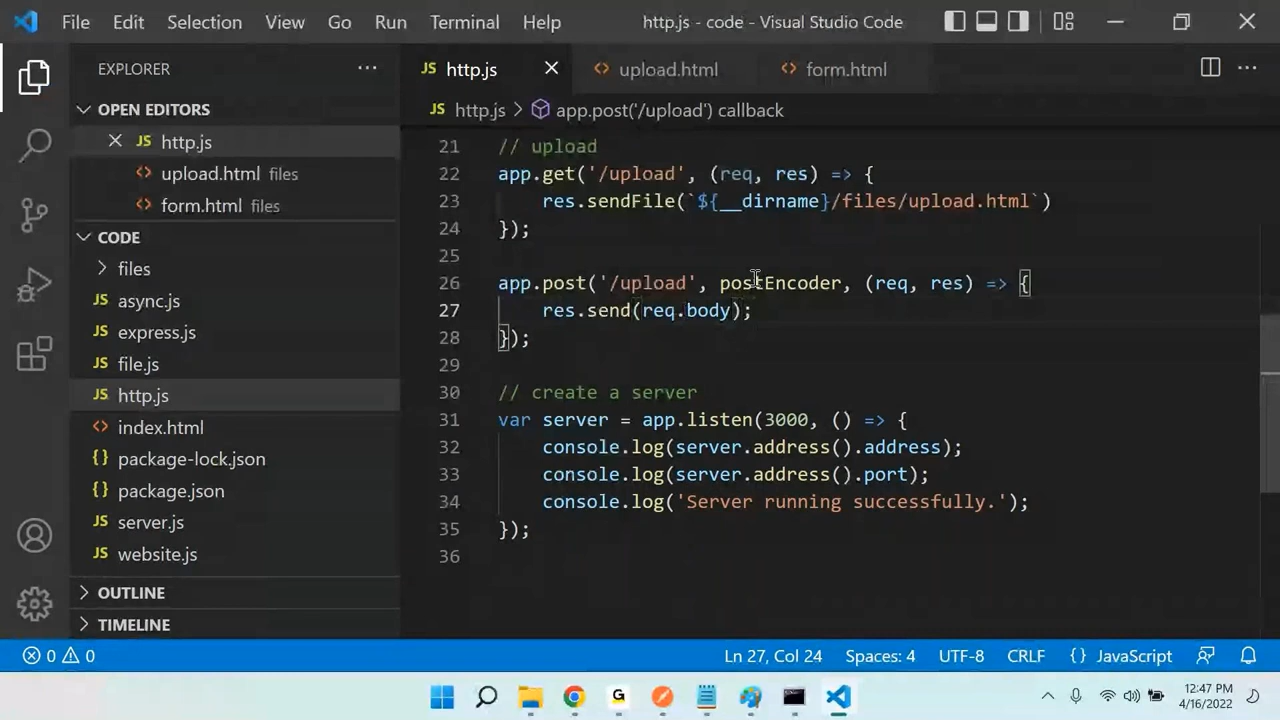 File Edit Selection View Go Run Terminal Help http.js - code - Visual Studio Code
EXPLORER
OPEN EDITORS
JS http.js
upload.html files
form.html files
CODE
files
JS async.js
JS express.js
JS file.js
JS http.js
index.html
{} package-lock.json
{} package.json
JS server.js
JS website.js
OUTLINE
TIMELINE
JS http.js upload.html form.html
JS http.js > app.post('/upload') callback
21 // upload
22 app.get('/upload', (req, res) => {
23 res.sendFile(`${__dirname}/files/upload.html`)
24 });
25
26 app.post('/upload', postEncoder, (req, res) => {
27 res.send(req.body);
28 });
29
30 // create a server
31 var server = app.listen(3000, () => {
32 console.log(server.address().address);
33 console.log(server.address().port);
34 console.log('Server running successfully.');
35 });
36
0 0 Ln 27, Col 24 Spaces: 4 UTF-8 CRLF {} JavaScript
G
12:47 PM
4/16/2022